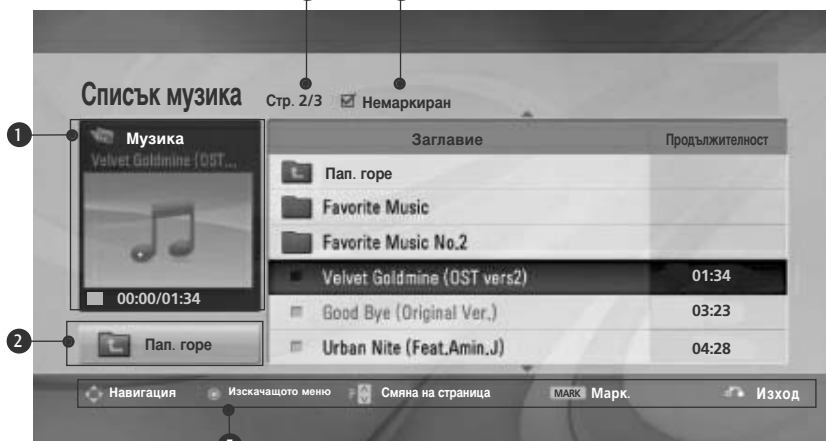 Списък музика Стр. 2/3 Немаркиран
1
Музика
Velvet Goldmine (OST...
00:00/01:34
2
Пап. горе
Заглавие Продължителност
Пап. горе
Favorite Music
Favorite Music No.2
Velvet Goldmine (OST vers2) 01:34
Good Bye (Original Ver.) 03:23
Urban Nite (Feat.Amin.J) 04:28
Навигация Изскачащото меню P Смяна на страница MARK Марк. Изход